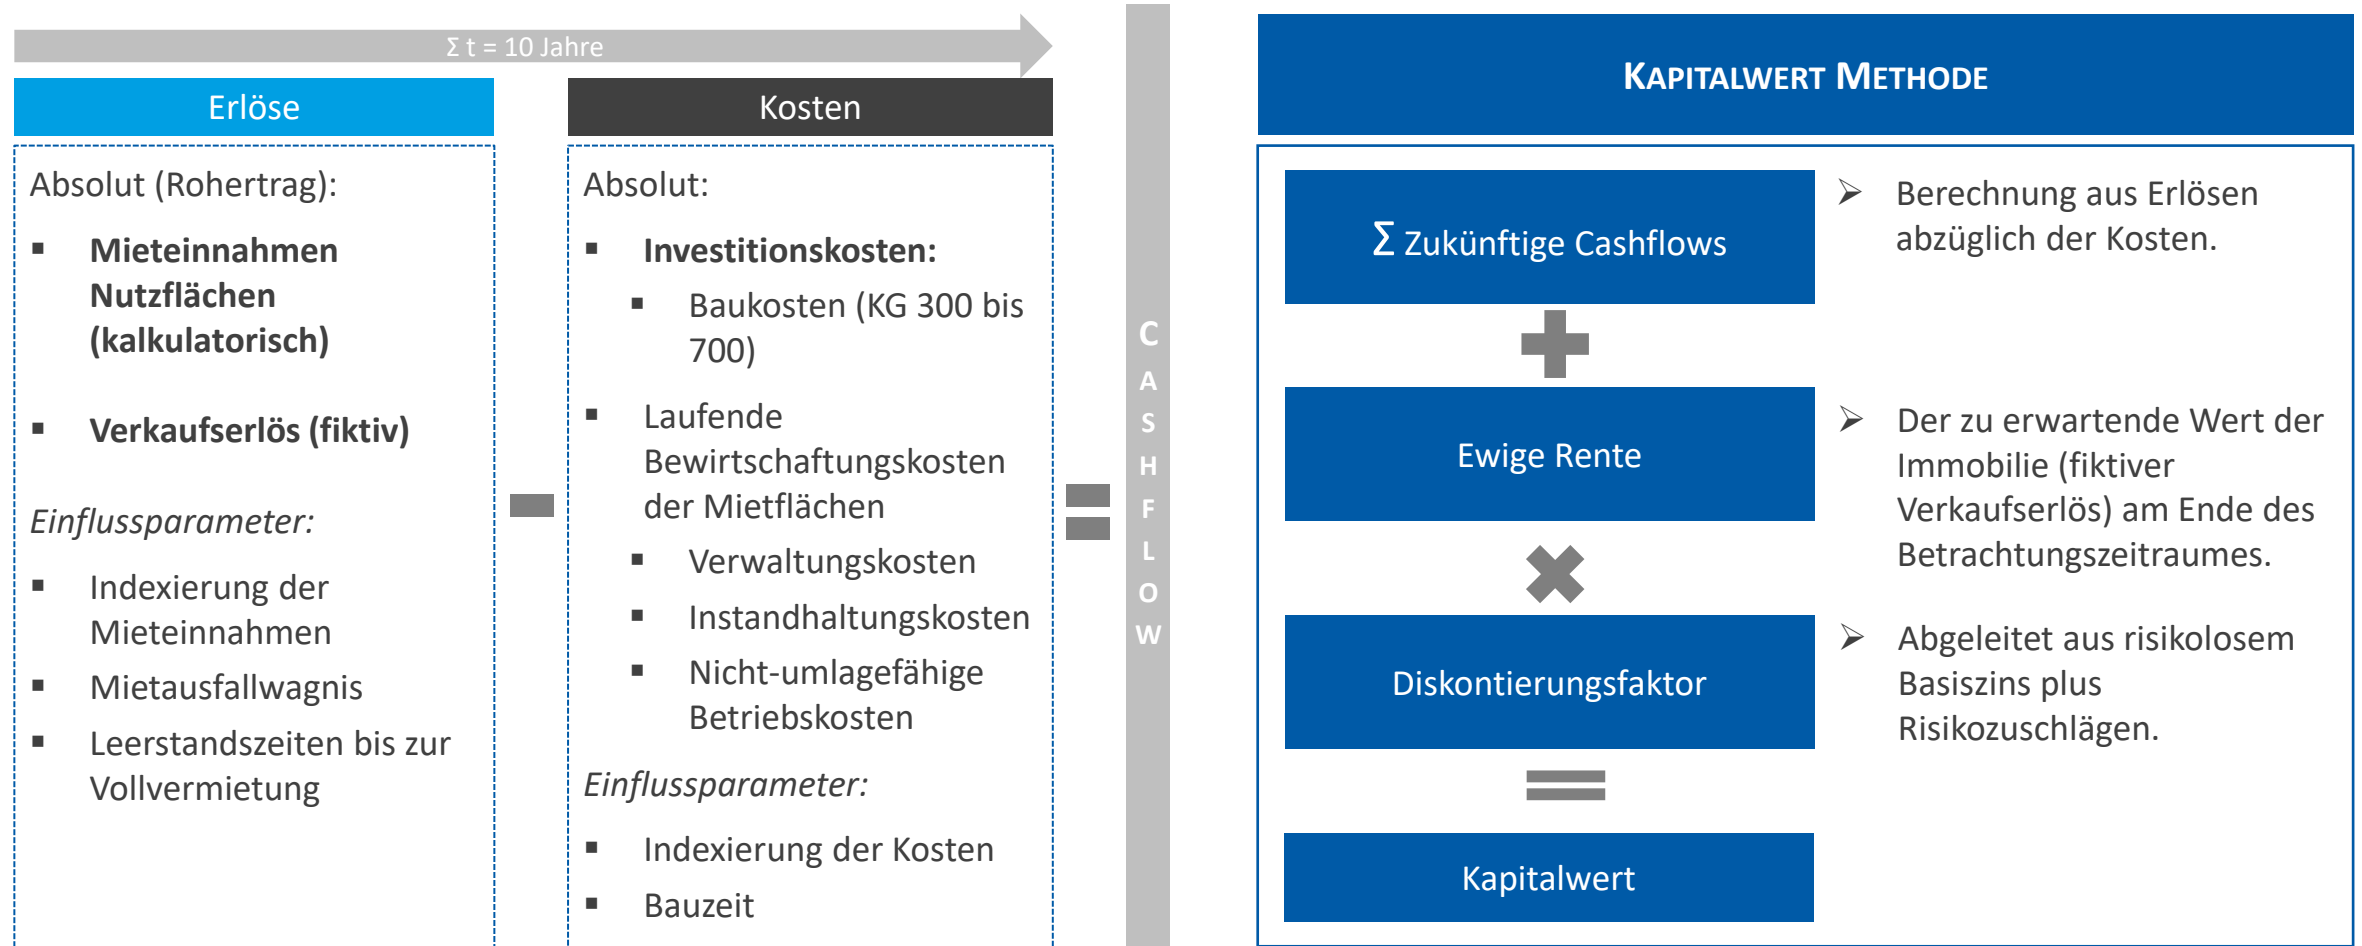 Σ t = 10 Jahre
Erlöse
Absolut (Rohertrag):
▪ Mieteinnahmen
Nutzflächen
(kalkulatorisch)
▪ Verkaufserlös (fiktiv)
Einflussparameter:
▪ Indexierung der
Mieteinnahmen
▪ Mietausfallwagnis
▪ Leerstandszeiten bis zur
Vollvermietung
Kosten
Absolut:
▪ Investitionskosten:
▪ Baukosten (KG 300 bis
700)
▪ Laufende
Bewirtschaftungskosten
der Mietflächen
▪ Verwaltungskosten
▪ Instandhaltungskosten
▪ Nicht-umlagefähige
Betriebskosten
Einflussparameter:
▪ Indexierung der Kosten
▪ Bauzeit
C
A
S
H
F
L
O
W
KAPITALWERT METHODE
Σ Zukünftige Cashflows
➢ Berechnung aus Erlösen
abzüglich der Kosten.
Ewige Rente
➢ Der zu erwartende Wert der
Immobilie (fiktiver
Verkaufserlös) am Ende des
Betrachtungszeitraumes.
Diskontierungsfaktor
➢ Abgeleitet aus risikolosem
Basiszins plus
Risikozuschlägen.
Kapitalwert